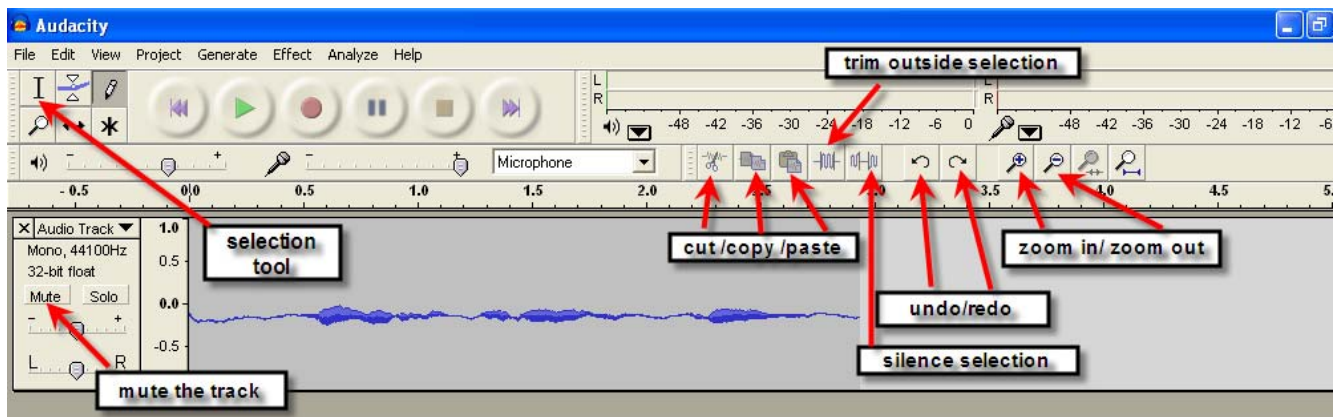 Audacity
File Edit View Project Generate Effect Analyze Help
trim outside selection
L
R
L
R
-48 -42 -36 -30 -24 -18 -12 -6 0
-48 -42 -36 -30 -24 -18 -12 -6
- +
- +
Microphone
- 0.5 0.0 0.5 1.0 1.5 2.0 3.5 4.0 4.5 5.
X Audio Track
Mono, 44100Hz
32-bit float
Mute Solo
- +
L R
1.0
0.5
0.0
-0.5
selection
tool
cut /copy /paste
zoom in/ zoom out
undo/redo
silence selection
mute the track